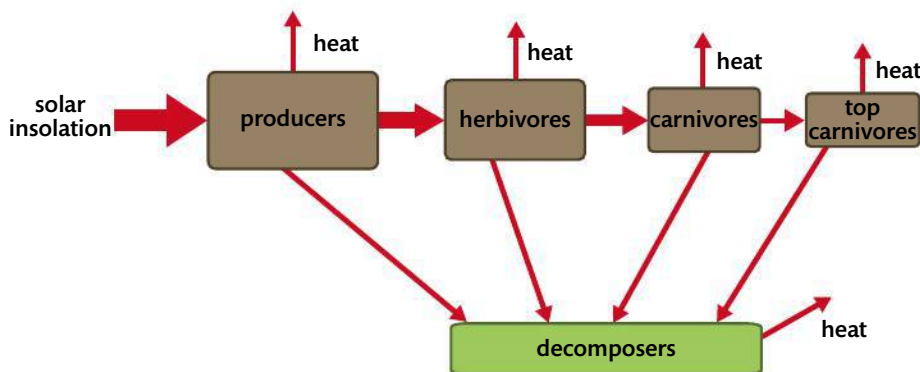 heat
heat
heat
heat
solar
insolation
producers
herbivores
carnivores
top
carnivores
decomposers
heat